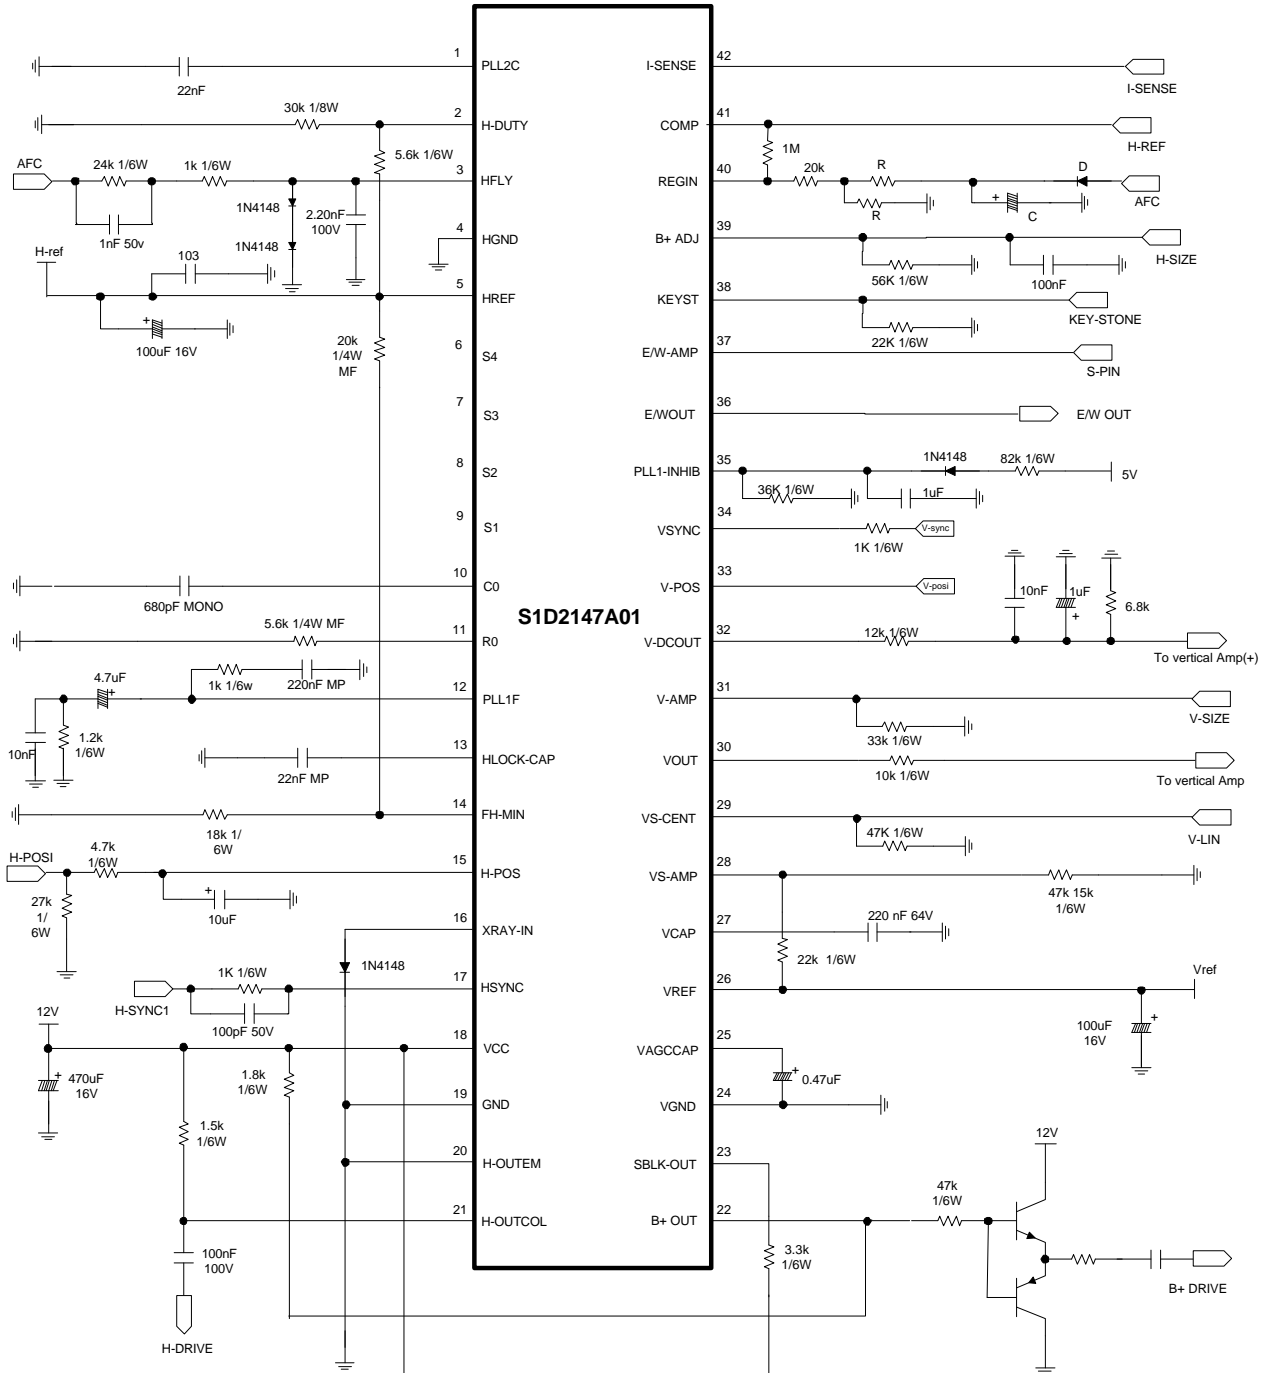 1
PLL2C
22nF
30k 1/8W
2
H-DUTY
5.6k 1/6W
AFC
24k 1/6W
1k 1/6W
3
HFLY
1N4148
2.20nF
100V
1nF 50v
1N4148
4
HGND
H-ref
103
5
HREF
+
100uF 16V
20k
1/4W
MF
6
S4
7
S3
8
S2
9
S1
10
C0
680pF MONO
5.6k 1/4W MF
11
R0
1k 1/6w
220nF MP
4.7uF
+
12
PLL1F
10nF
1.2k
1/6W
13
HLOCK-CAP
22nF MP
14
FH-MIN
18k 1/
6W
H-POSI
4.7k
1/6W
15
H-POS
27k
1/
6W
+
10uF
16
XRAY-IN
1N4148
1K 1/6W
17
HSYNC
H-SYNC1
100pF 50V
12V
18
VCC
+
470uF
16V
1.8k
1/6W
19
GND
1.5k
1/6W
20
H-OUTEM
21
H-OUTCOL
100nF
100V
H-DRIVE
S1D2147A01
42
I-SENSE
I-SENSE
41
COMP
H-REF
1M
40
REGIN
20k
R
R
D
+
C
AFC
39
B+ ADJ
H-SIZE
56K 1/6W
100nF
38
KEYST
KEY-STONE
22K 1/6W
37
E/W-AMP
S-PIN
36
E/WOUT
E/W OUT
35
PLL1-INHIB
1N4148
82k 1/6W
5V
36K 1/6W
1uF
34
VSYNC
V-sync
1K 1/6W
33
V-POS
V-posi
10nF
1uF
+
6.8k
32
V-DCOUT
12k 1/6W
To vertical Amp(+)
31
V-AMP
V-SIZE
33k 1/6W
30
VOUT
10k 1/6W
To vertical Amp
29
VS-CENT
V-LIN
47K 1/6W
28
VS-AMP
47k 15k
1/6W
27
VCAP
220 nF 64V
22k 1/6W
26
VREF
Vref
100uF
16V
+
25
VAGCCAP
+
0.47uF
24
VGND
23
SBLK-OUT
12V
47k
1/6W
22
B+ OUT
3.3k
1/6W
B+ DRIVE